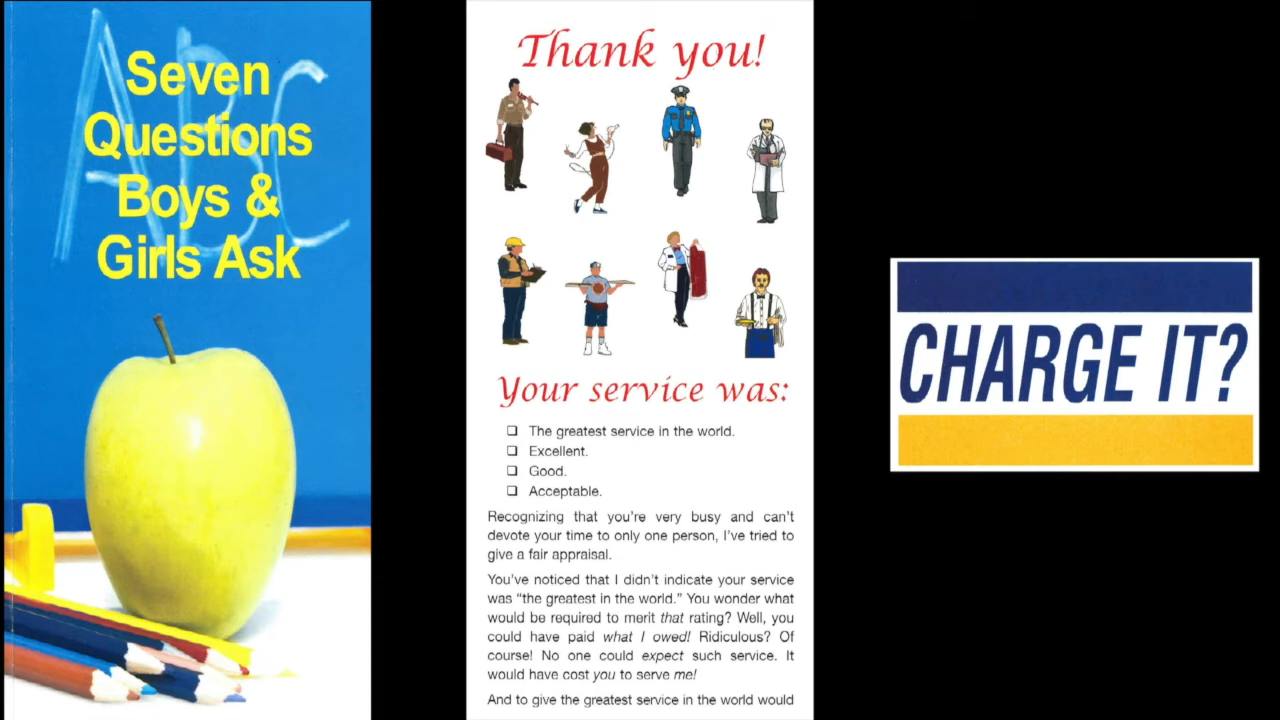 ABC
Seven
Questions
Boys &
Girls Ask
Thank you!
Your service was:
❑ The greatest service in the world.
❑ Excellent.
❑ Good.
❑ Acceptable.
Recognizing that you're very busy and can't
devote your time to only one person, I've tried to
give a fair appraisal.
You've noticed that I didn't indicate your service
was “the greatest in the world.” You wonder what
would be required to merit that rating? Well, you
could have paid what I owed! Ridiculous? Of
course! No one could expect such service. It
would have cost you to serve me!
And to give the greatest service in the world would
CHARGE IT?